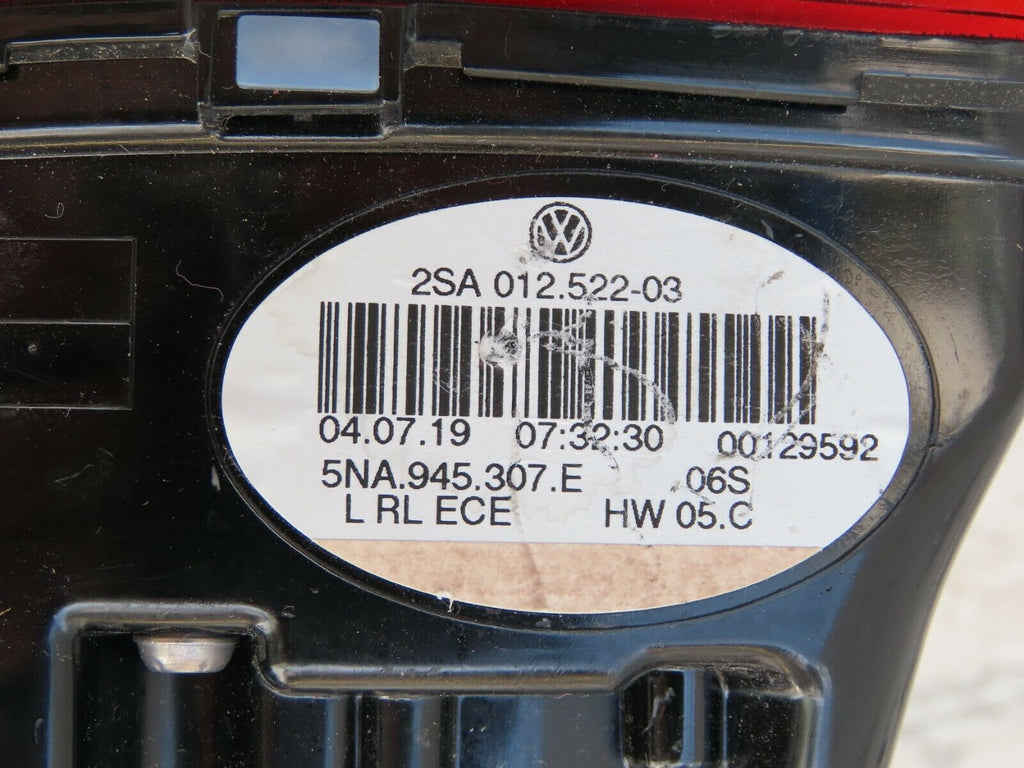 VW
2SA 012.522-03
04.07.19 07:32:30 00129592
5NA.945.307.E 06S
L RL ECE HW 05.C